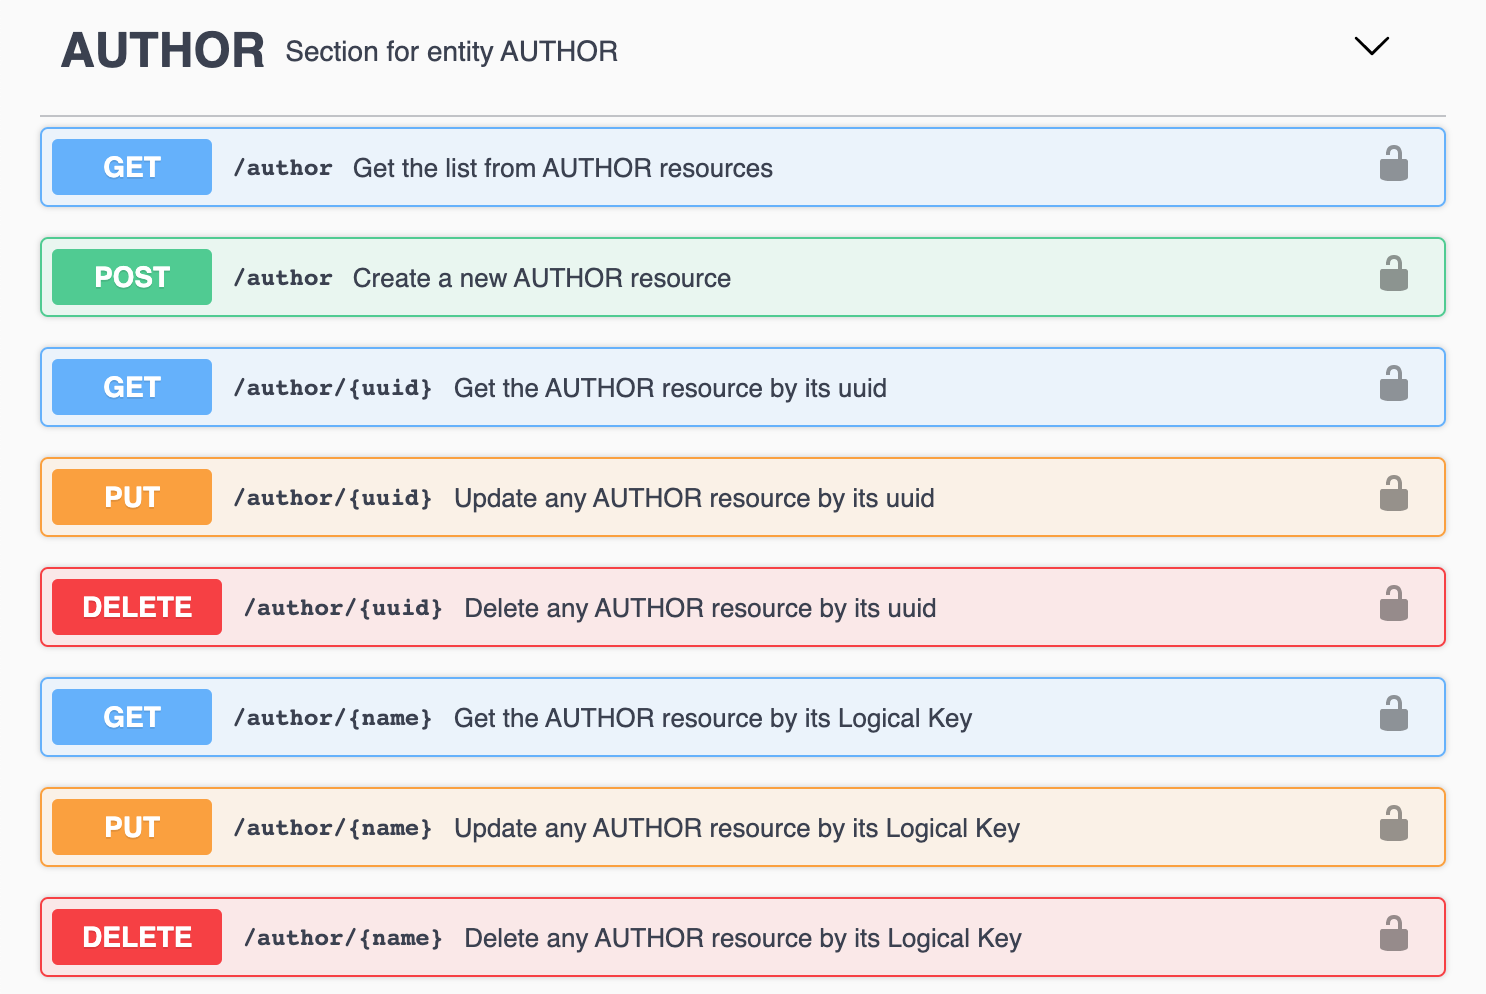 AUTHOR Section for entity AUTHOR
GET /author Get the list from AUTHOR resources
POST /author Create a new AUTHOR resource
GET /author/{uuid} Get the AUTHOR resource by its uuid
PUT /author/{uuid} Update any AUTHOR resource by its uuid
DELETE /author/{uuid} Delete any AUTHOR resource by its uuid
GET /author/{name} Get the AUTHOR resource by its Logical Key
PUT /author/{name} Update any AUTHOR resource by its Logical Key
DELETE /author/{name} Delete any AUTHOR resource by its Logical Key